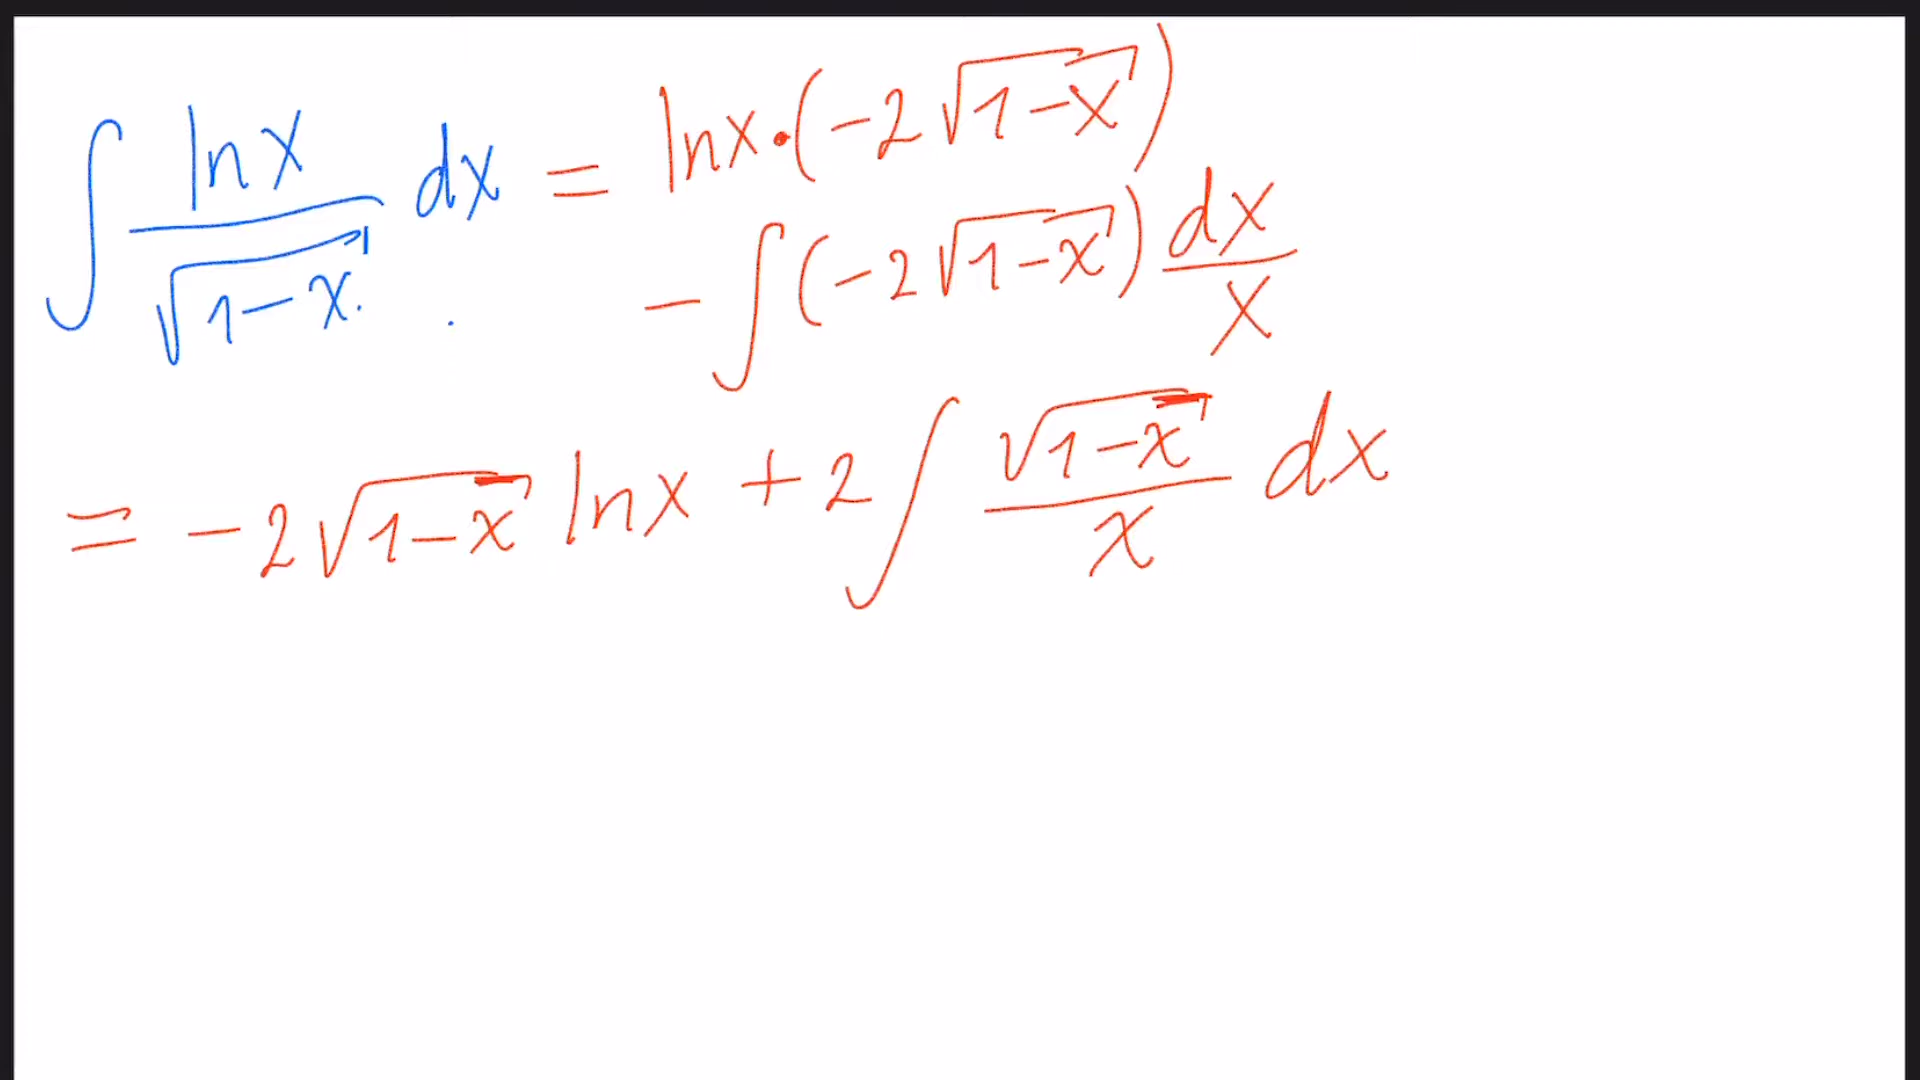 ∫ ln x / √(1-x) dx = ln x · (-2√(1-x))
- ∫ (-2√(1-x)) dx/x
= -2√(1-x) ln x + 2 ∫ √(1-x) / x dx